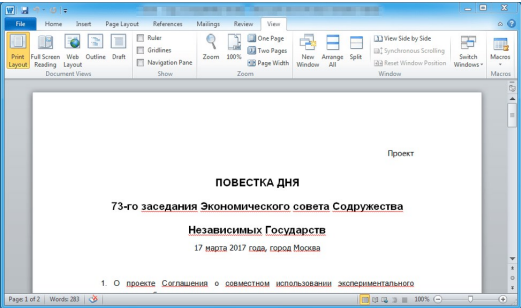 File Home Insert Page Layout References Mailings Review View
Print Layout Full Screen Reading Web Layout Outline Draft
Document Views
Ruler
Gridlines
Navigation Pane
Show
Zoom 100% One Page
Two Pages
Page Width
Zoom
New Window Arrange All Split
View Side by Side
Synchronous Scrolling
Reset Window Position
Switch Windows
Window
Macros
Macros
Проект
ПОВЕСТКА ДНЯ
73-го заседания Экономического совета Содружества
Независимых Государств
17 марта 2017 года, город Москва
1. О проекте Соглашения о совместном использовании экспериментального
Page: 1 of 2 Words: 283 100%